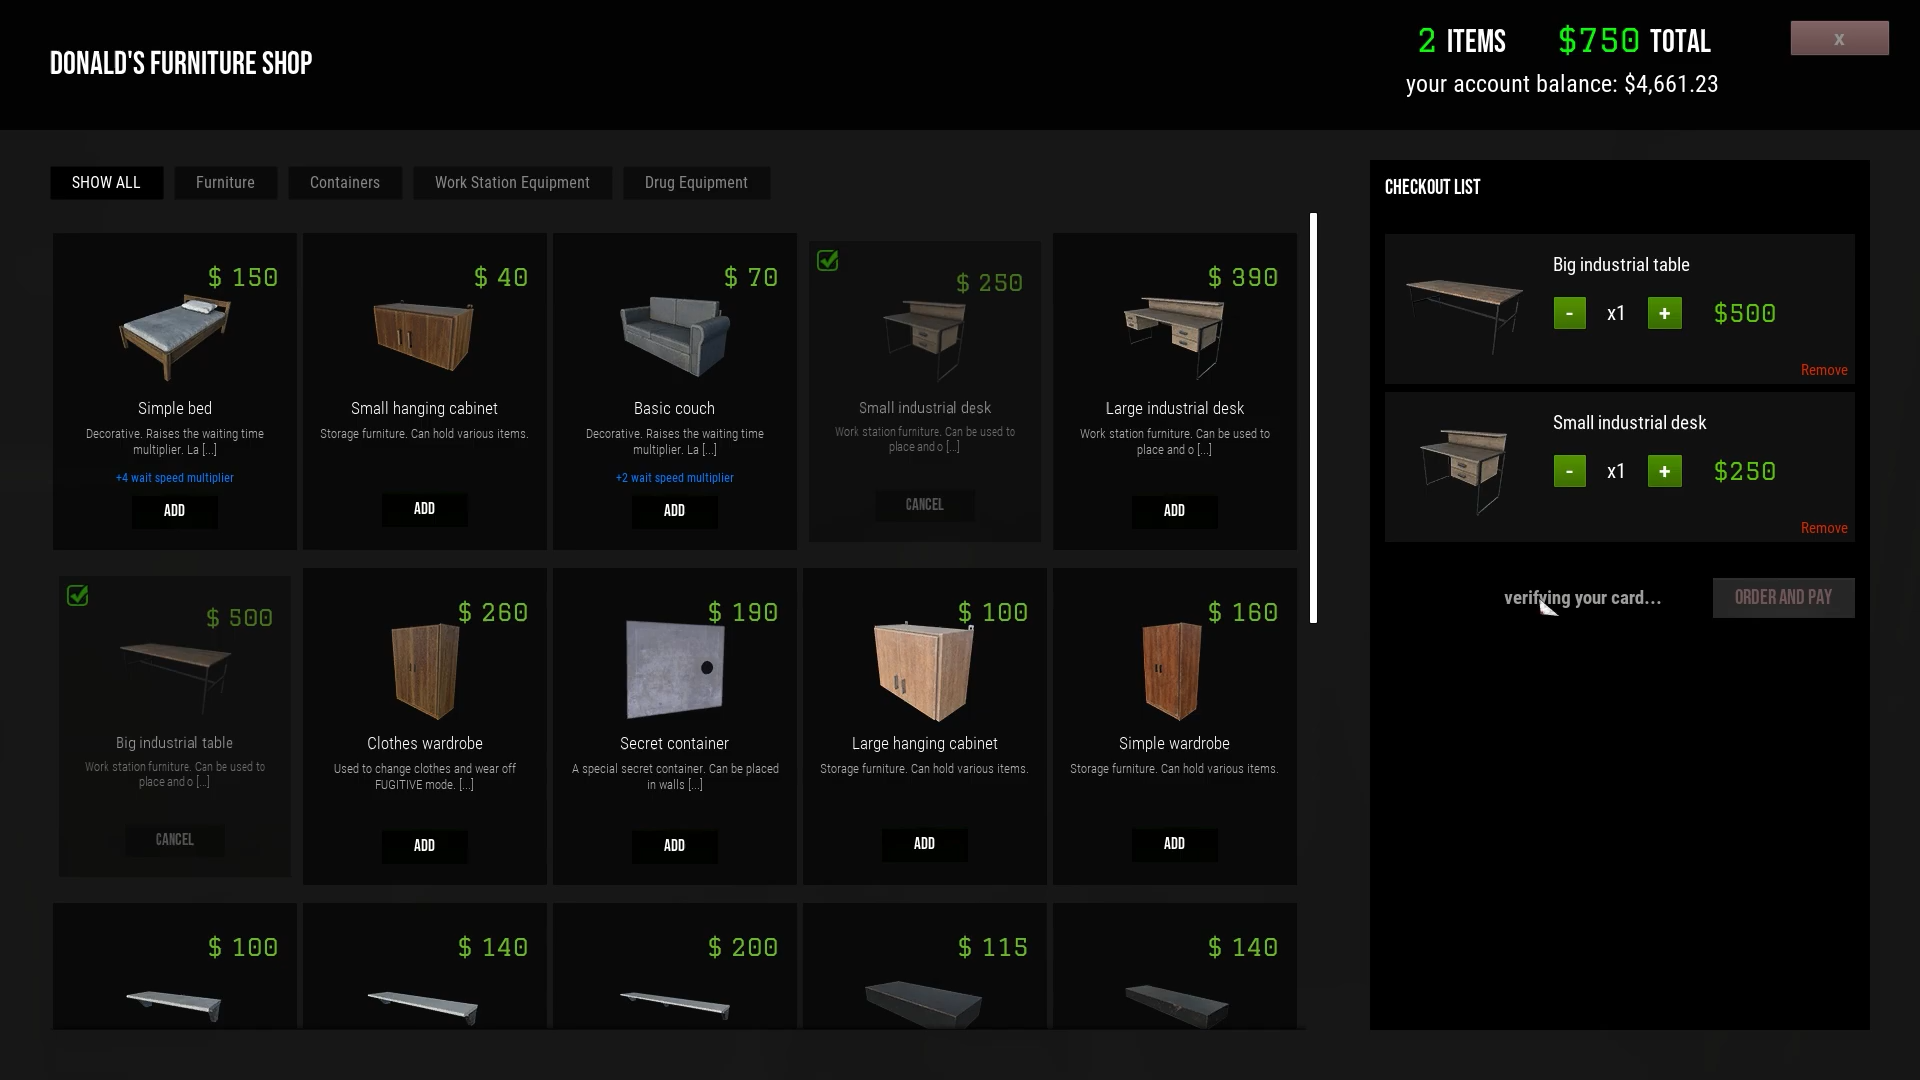 DONALD'S FURNITURE SHOP
2 ITEMS $750 TOTAL
X
your account balance: $4,661.23
SHOW ALL
Furniture
Containers
Work Station Equipment
Drug Equipment
$ 150
Simple bed
Decorative. Raises the waiting time
multiplier. La [...]
+4 wait speed multiplier
ADD
$ 40
Small hanging cabinet
Storage furniture. Can hold various items.
ADD
$ 70
Basic couch
Decorative. Raises the waiting time
multiplier. La [...]
+2 wait speed multiplier
ADD
$ 250
Small industrial desk
Work station furniture. Can be used to
place and o [...]
CANCEL
$ 390
Large industrial desk
Work station furniture. Can be used to
place and o [...]
ADD
$ 500
Big industrial table
Work station furniture. Can be used to
place and o [...]
CANCEL
$ 260
Clothes wardrobe
Used to change clothes and wear off
FUGITIVE mode. [...]
ADD
$ 190
Secret container
A special secret container. Can be placed
in walls [...]
ADD
$ 100
Large hanging cabinet
Storage furniture. Can hold various items.
ADD
$ 160
Simple wardrobe
Storage furniture. Can hold various items.
ADD
$ 100
$ 140
$ 200
$ 115
$ 140
CHECKOUT LIST
Big industrial table
- x1 + $500
Remove
Small industrial desk
- x1 + $250
Remove
verifying your card...
ORDER AND PAY